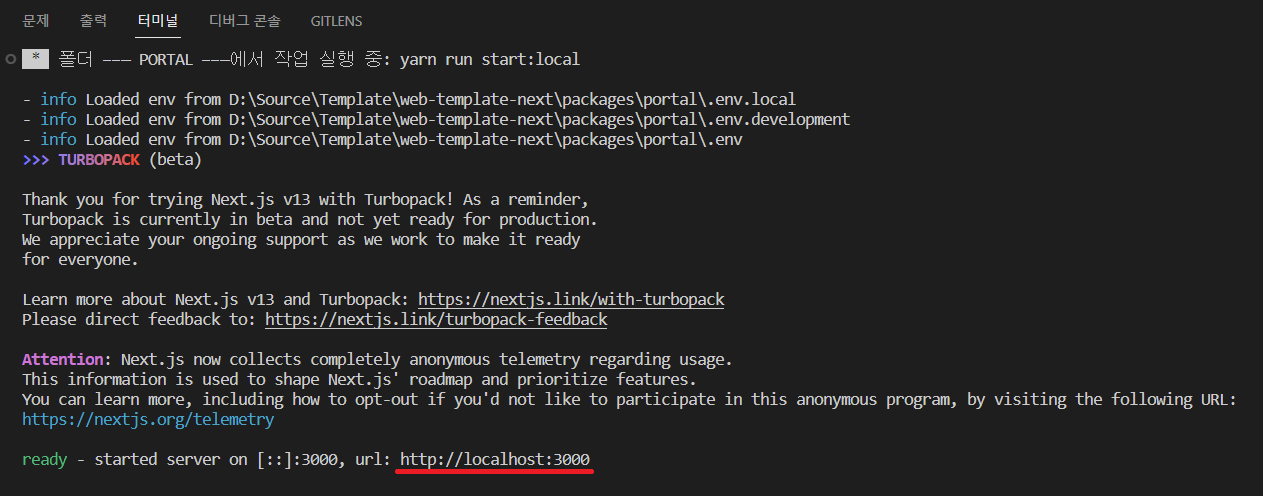 문제 출력 터미널 디버그 콘솔 GITLENS
* 폴더 --- PORTAL ---에서 작업 실행 중: yarn run start:local
- info Loaded env from D:\Source\Template\web-template-next\packages\portal\.env.local
- info Loaded env from D:\Source\Template\web-template-next\packages\portal\.env.development
- info Loaded env from D:\Source\Template\web-template-next\packages\portal\.env
>>> TURBOPACK (beta)
Thank you for trying Next.js v13 with Turbopack! As a reminder,
Turbopack is currently in beta and not yet ready for production.
We appreciate your ongoing support as we work to make it ready
for everyone.
Learn more about Next.js v13 and Turbopack: https://nextjs.link/with-turbopack
Please direct feedback to: https://nextjs.link/turbopack-feedback
Attention: Next.js now collects completely anonymous telemetry regarding usage.
This information is used to shape Next.js' roadmap and prioritize features.
You can learn more, including how to opt-out if you'd not like to participate in this anonymous program, by visiting the following URL:
https://nextjs.org/telemetry
ready - started server on [::]:3000, url: http://localhost:3000